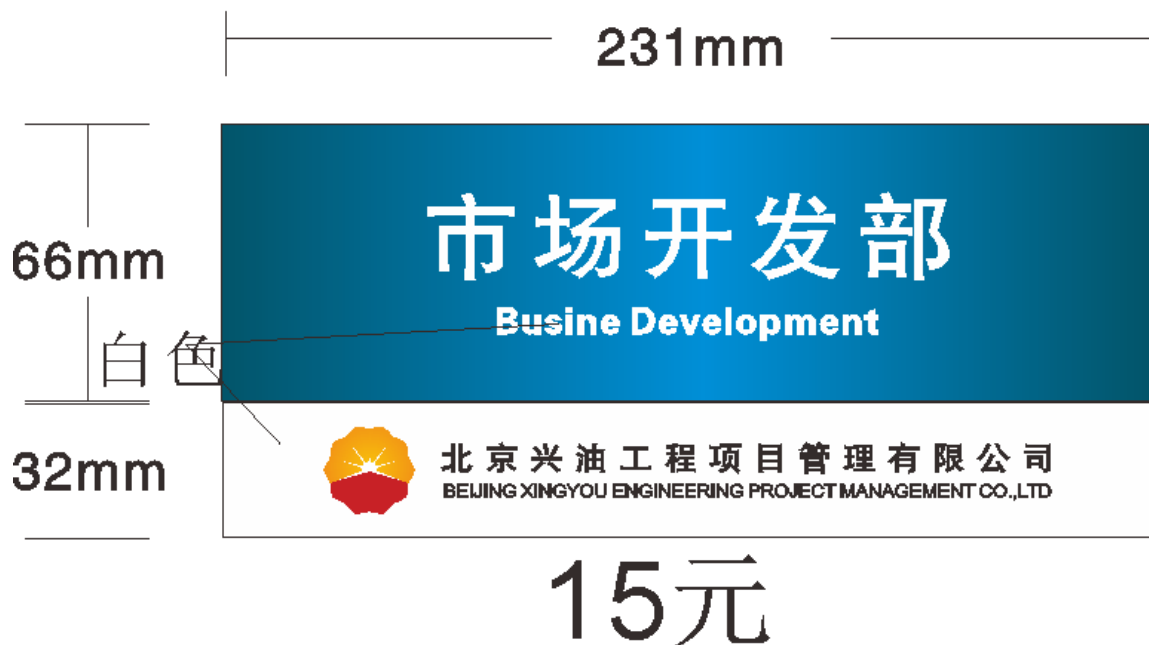 231mm
66mm
市场开发部
Busine Development
白色
32mm
北京兴油工程项目管理有限公司
BEIJING XINGYOU ENGINEERING PROJECT MANAGEMENT CO.,LTD
15元